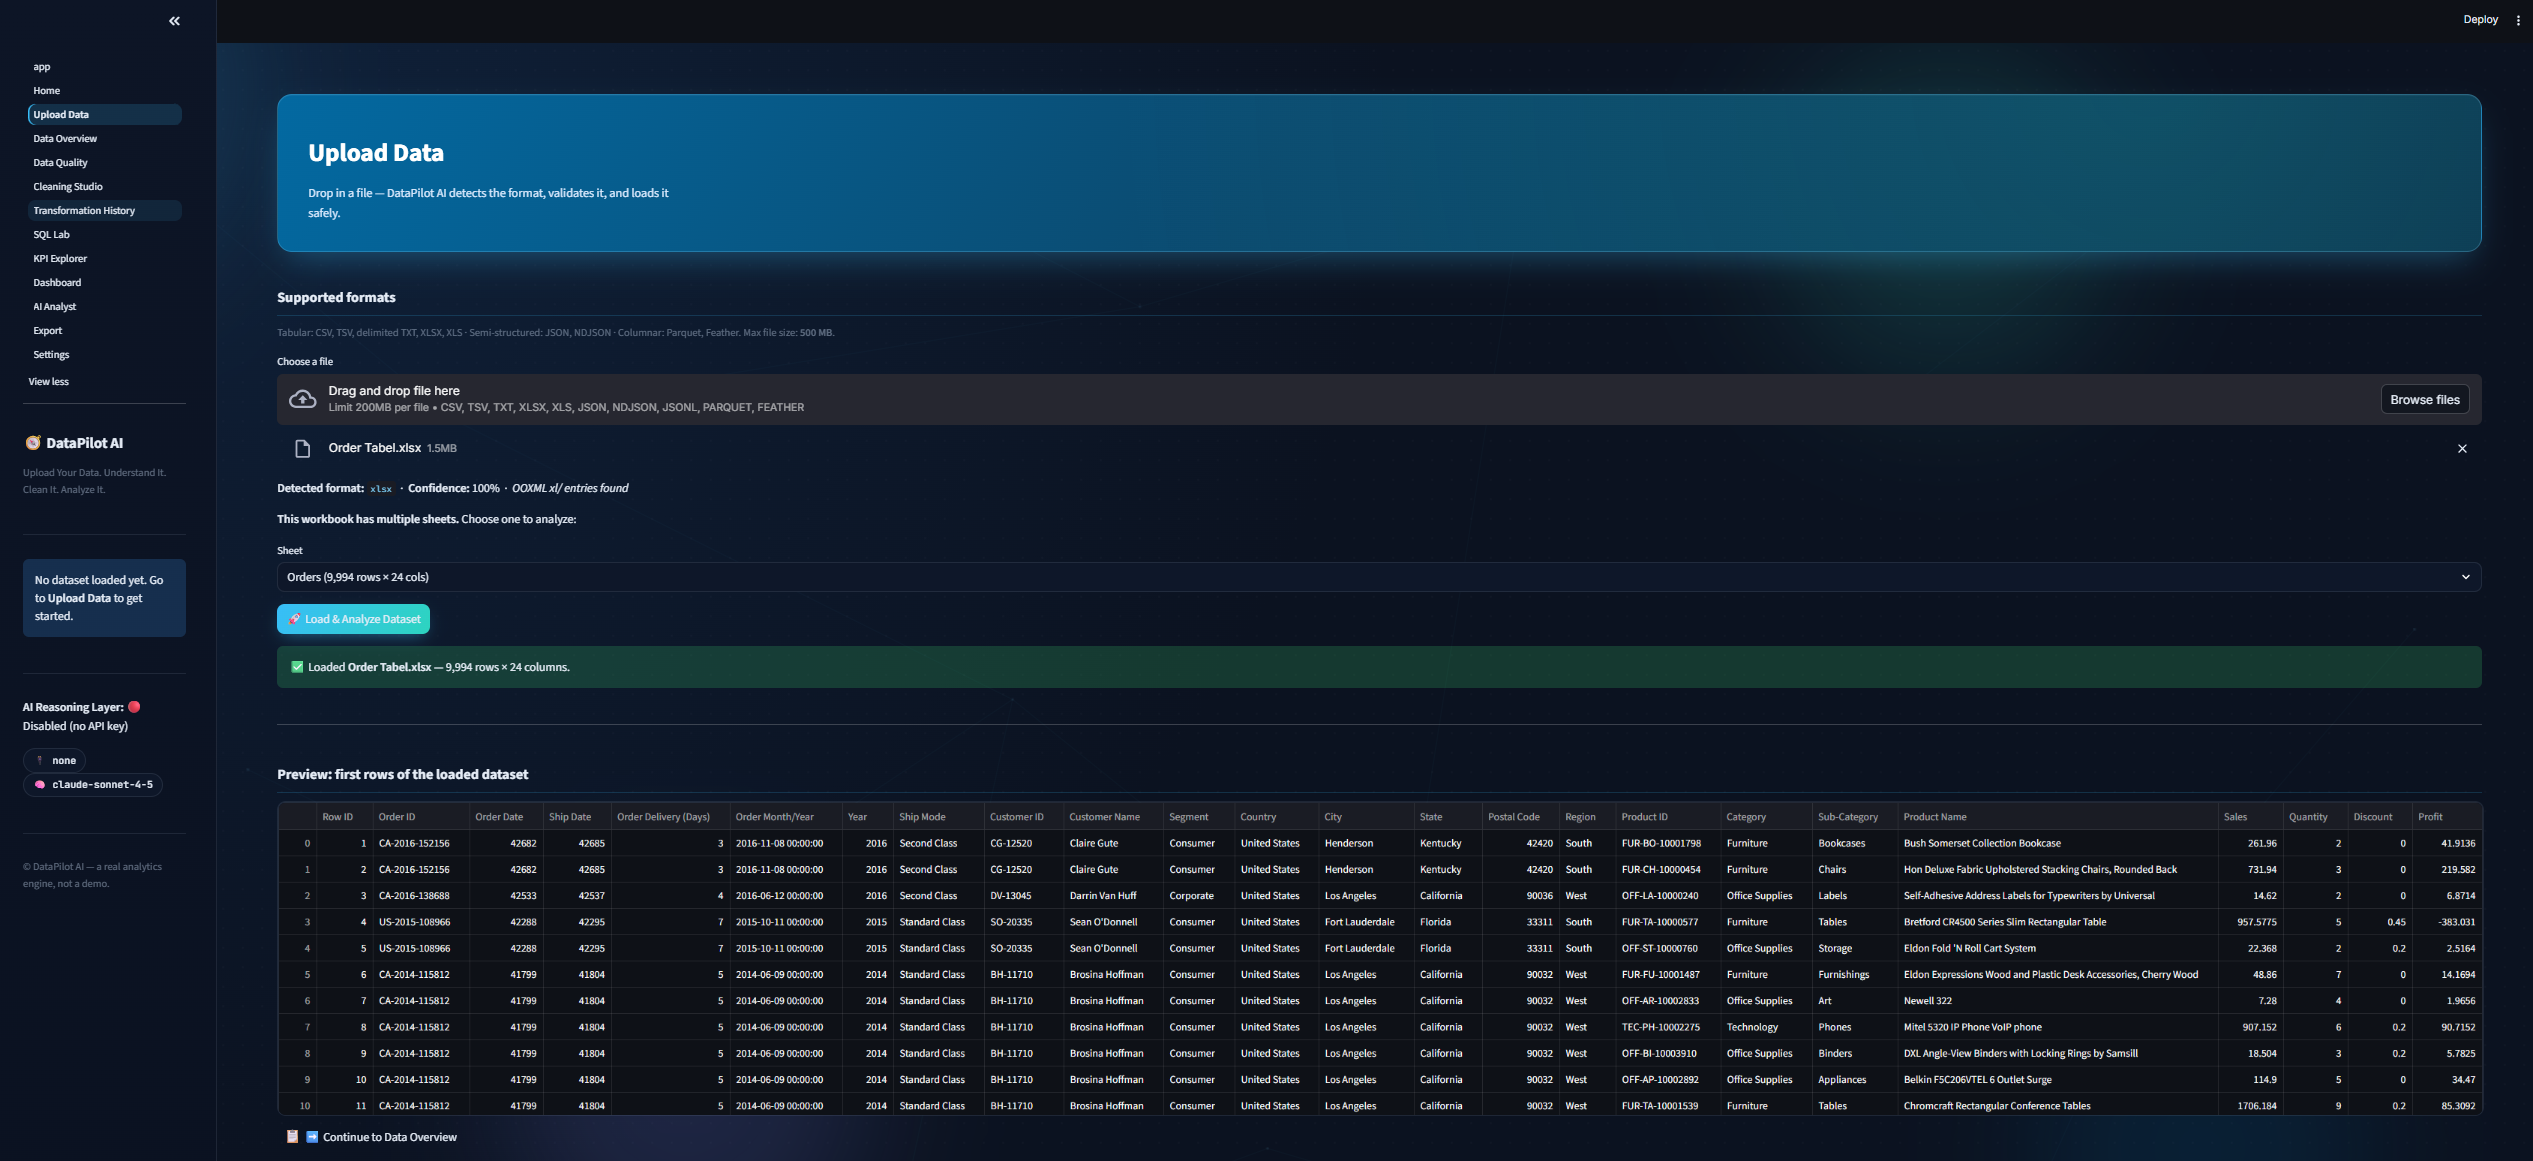 Deploy
app
Home
Upload Data
Data Overview
Data Quality
Cleaning Studio
Transformation History
SQL Lab
KPI Explorer
Dashboard
AI Analyst
Export
Settings
View less
DataPilot AI
Upload Your Data. Understand It.
Clean It. Analyze It.
No dataset loaded yet. Go
to Upload Data to get
started.
AI Reasoning Layer:
Disabled (no API key)
none
claude-sonnet-4-5
© DataPilot AI — a real analytics
engine, not a demo.
Upload Data
Drop in a file — DataPilot AI detects the format, validates it, and loads it
safely.
Supported formats
Tabular: CSV, TSV, delimited TXT, XLSX, XLS · Semi-structured: JSON, NDJSON · Columnar: Parquet, Feather. Max file size: 500 MB.
Choose a file
Drag and drop file here
Limit 200MB per file • CSV, TSV, TXT, XLSX, XLS, JSON, NDJSON, JSONL, PARQUET, FEATHER
Browse files
Order Tabel.xlsx 1.5MB
Detected format: xlsx · Confidence: 100% · OOXML xl/ entries found
This workbook has multiple sheets. Choose one to analyze:
Sheet
Orders (9,994 rows × 24 cols)
Load & Analyze Dataset
Loaded Order Tabel.xlsx — 9,994 rows × 24 columns.
Preview: first rows of the loaded dataset
Row ID Order ID Order Date Ship Date Order Delivery (Days) Order Month/Year Year Ship Mode Customer ID Customer Name Segment Country City State Postal Code Region Product ID Category Sub-Category Product Name Sales Quantity Discount Profit
0 1 CA-2016-152156 42682 42685 3 2016-11-08 00:00:00 2016 Second Class CG-12520 Claire Gute Consumer United States Henderson Kentucky 42420 South FUR-BO-10001798 Furniture Bookcases Bush Somerset Collection Bookcase 261.96 2 0 41.9136
1 2 CA-2016-152156 42682 42685 3 2016-11-08 00:00:00 2016 Second Class CG-12520 Claire Gute Consumer United States Henderson Kentucky 42420 South FUR-CH-10000454 Furniture Chairs Hon Deluxe Fabric Upholstered Stacking Chairs, Rounded Back 731.94 3 0 219.582
2 3 CA-2016-138688 42533 42537 4 2016-06-12 00:00:00 2016 Second Class DV-13045 Darrin Van Huff Corporate United States Los Angeles California 90036 West OFF-LA-10000240 Office Supplies Labels Self-Adhesive Address Labels for Typewriters by Universal 14.62 2 0 6.8714
3 4 US-2015-108966 42288 42295 7 2015-10-11 00:00:00 2015 Standard Class SO-20335 Sean O'Donnell Consumer United States Fort Lauderdale Florida 33311 South FUR-TA-10000577 Furniture Tables Bretford CR4500 Series Slim Rectangular Table 957.5775 5 0.45 -383.031
4 5 US-2015-108966 42288 42295 7 2015-10-11 00:00:00 2015 Standard Class SO-20335 Sean O'Donnell Consumer United States Fort Lauderdale Florida 33311 South OFF-ST-10000760 Office Supplies Storage Eldon Fold 'N Roll Cart System 22.368 2 0.2 2.5164
5 6 CA-2014-115812 41799 41804 5 2014-06-09 00:00:00 2014 Standard Class BH-11710 Brosina Hoffman Consumer United States Los Angeles California 90032 West FUR-FU-10001487 Furniture Furnishings Eldon Expressions Wood and Plastic Desk Accessories, Cherry Wood 48.86 7 0 14.1694
6 7 CA-2014-115812 41799 41804 5 2014-06-09 00:00:00 2014 Standard Class BH-11710 Brosina Hoffman Consumer United States Los Angeles California 90032 West OFF-AR-10002833 Office Supplies Art Newell 322 7.28 4 0 1.9656
7 8 CA-2014-115812 41799 41804 5 2014-06-09 00:00:00 2014 Standard Class BH-11710 Brosina Hoffman Consumer United States Los Angeles California 90032 West TEC-PH-10002275 Technology Phones Mitel 5320 IP Phone VoIP phone 907.152 6 0.2 90.7152
8 9 CA-2014-115812 41799 41804 5 2014-06-09 00:00:00 2014 Standard Class BH-11710 Brosina Hoffman Consumer United States Los Angeles California 90032 West OFF-BI-10003910 Office Supplies Binders DXL Angle-View Binders with Locking Rings by Samsill 18.504 3 0.2 5.7825
9 10 CA-2014-115812 41799 41804 5 2014-06-09 00:00:00 2014 Standard Class BH-11710 Brosina Hoffman Consumer United States Los Angeles California 90032 West OFF-AP-10002892 Office Supplies Appliances Belkin F5C206VTEL 6 Outlet Surge 114.9 5 0 34.47
10 11 CA-2014-115812 41799 41804 5 2014-06-09 00:00:00 2014 Standard Class BH-11710 Brosina Hoffman Consumer United States Los Angeles California 90032 West FUR-TA-10001539 Furniture Tables Chromcraft Rectangular Conference Tables 1706.184 9 0.2 85.3092
Continue to Data Overview